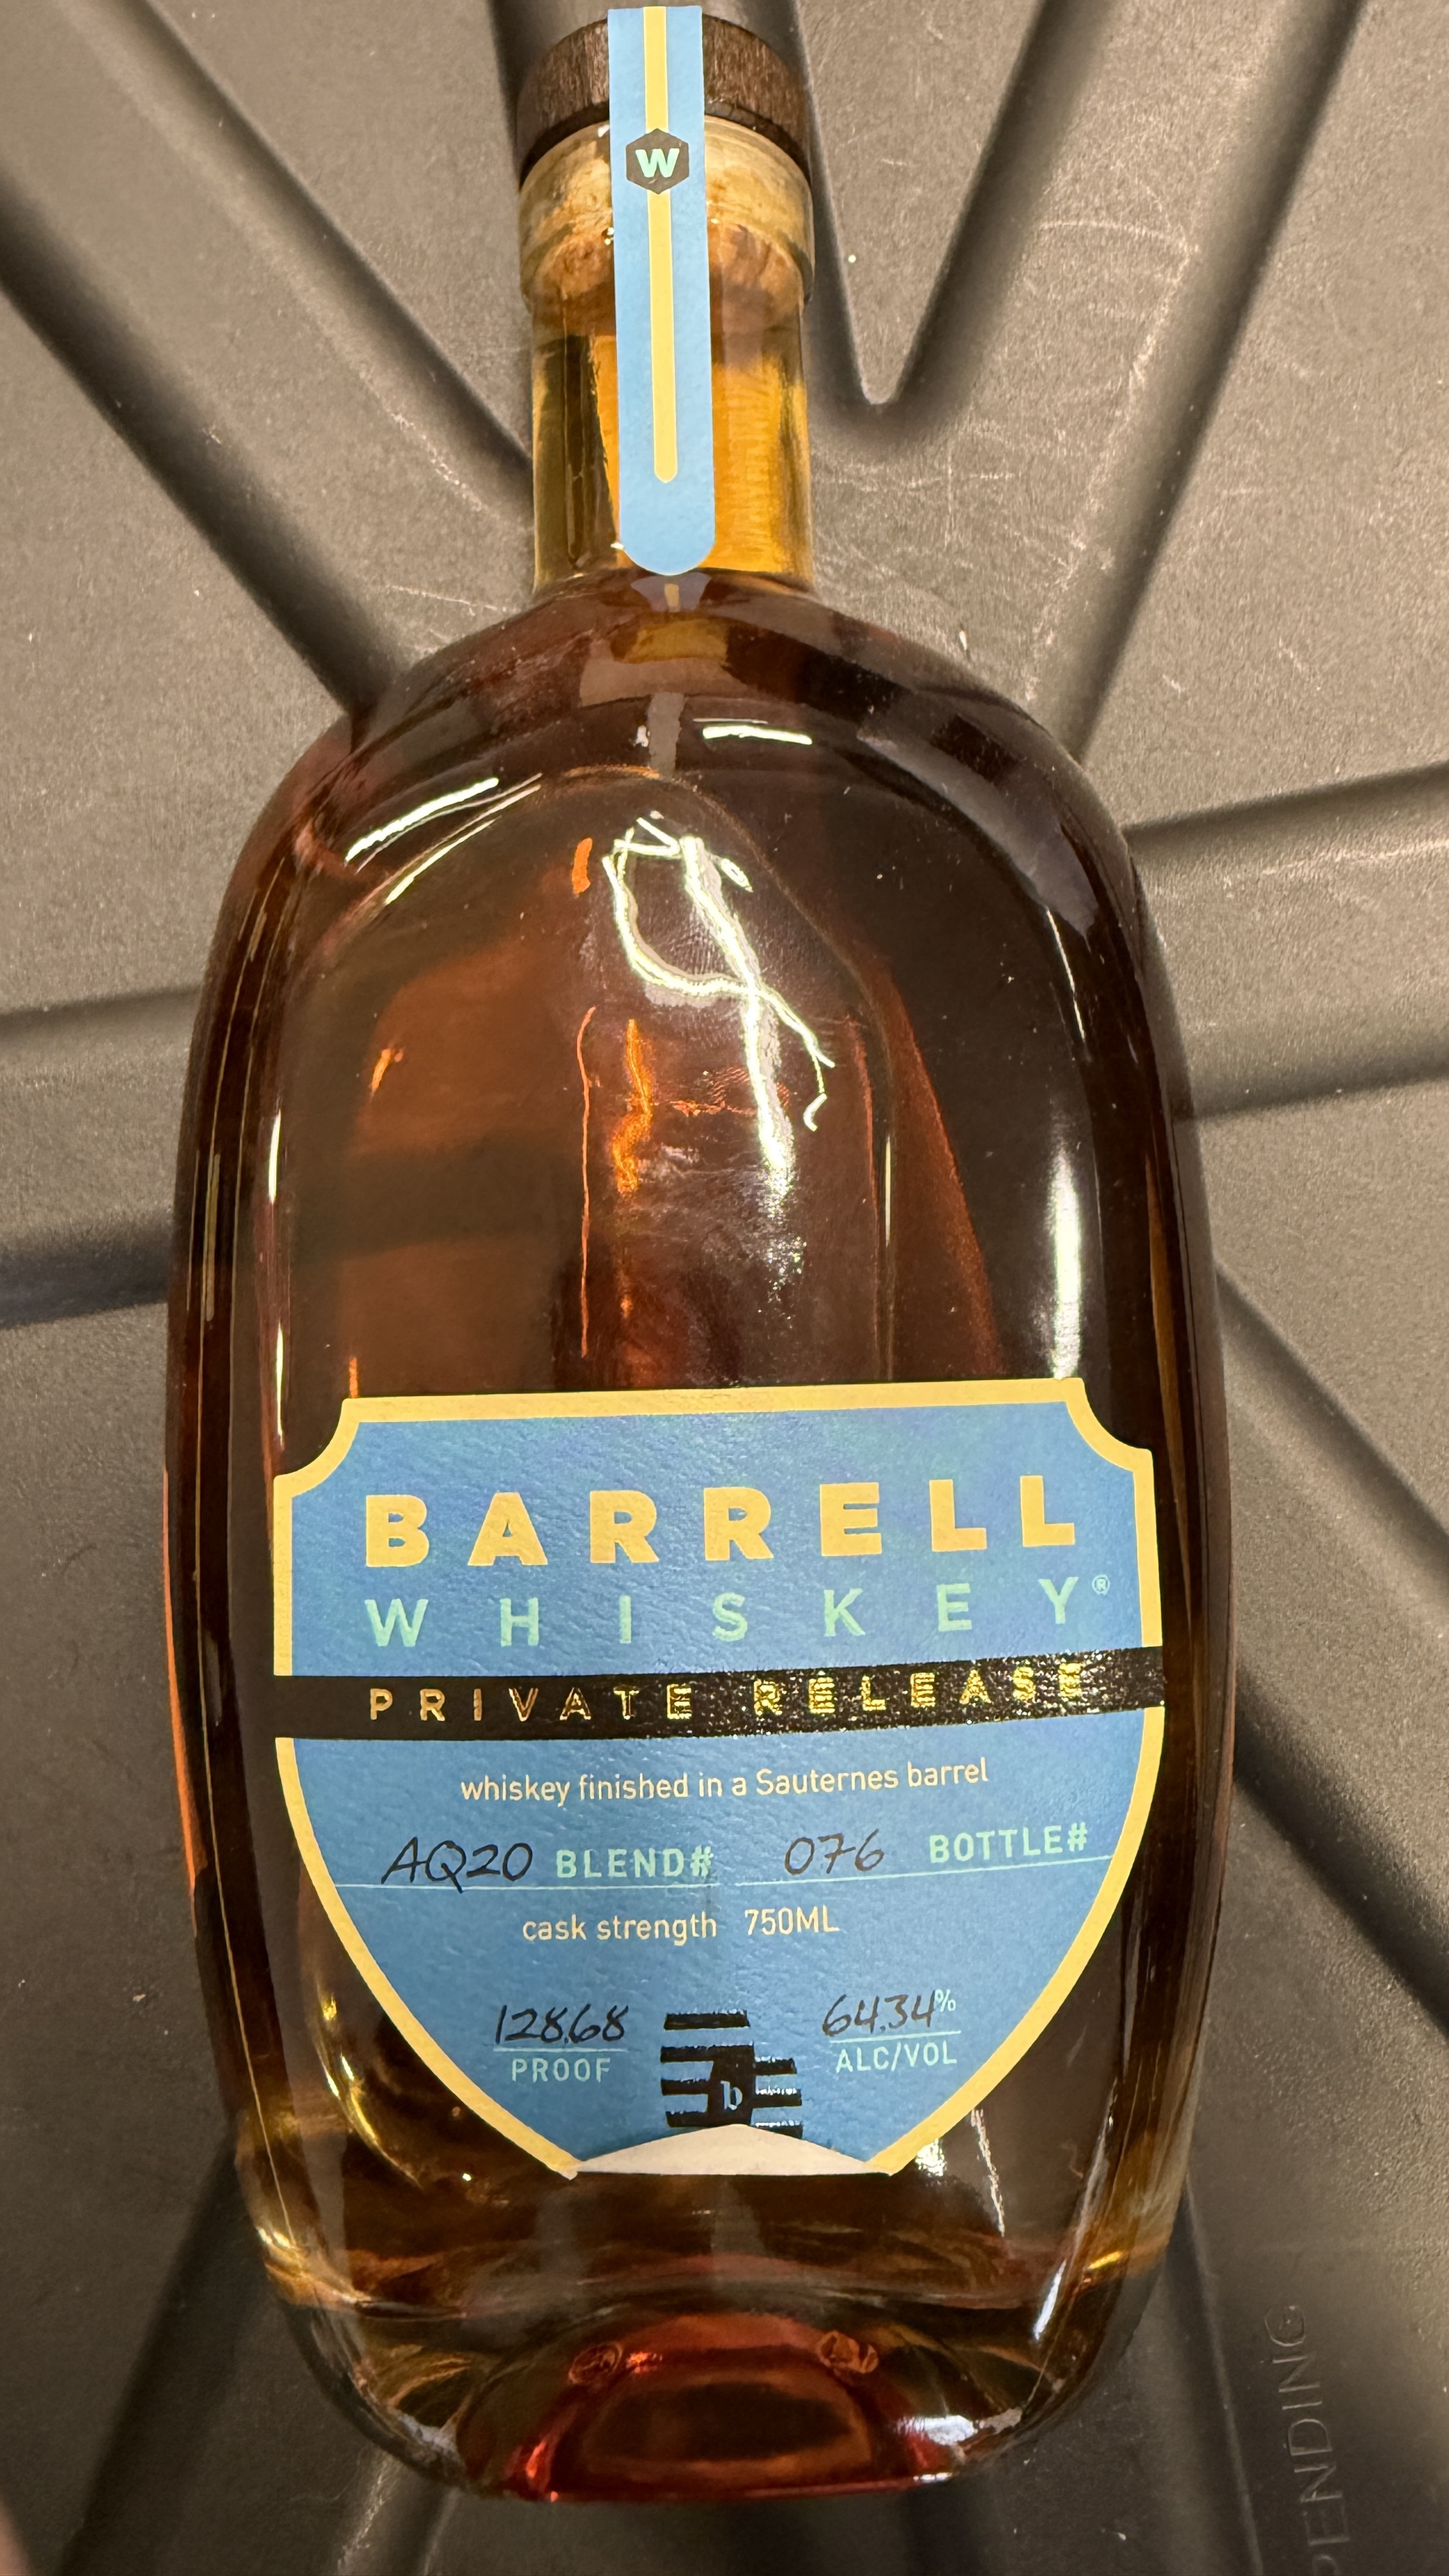 W
BARRELL
WHISKEY®
PRIVATE RELEASE
whiskey finished in a Sauternes barrel
AQ20 BLEND# 076 BOTTLE#
cask strength 750ML
128.68 64.34%
PROOF ALC/VOL
b
PENDING